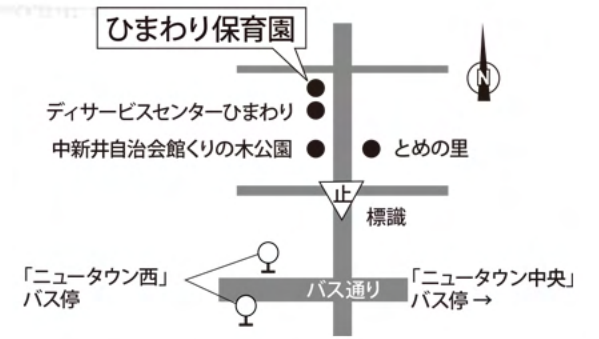 ひまわり保育園
N
ディサービスセンターひまわり
中新井自治会館くりの木公園
とめの里
止
標識
「ニュータウン西」
バス停
バス通り
「ニュータウン中央」
バス停→